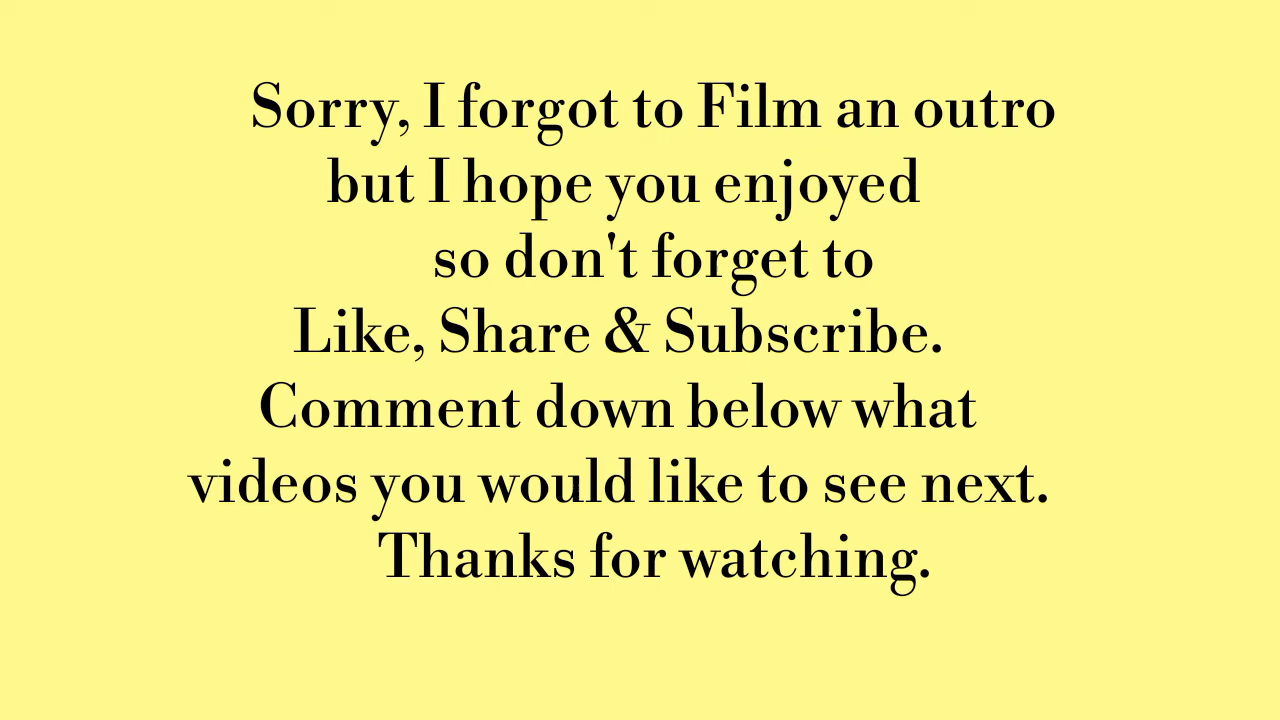 Sorry, I forgot to Film an outro
but I hope you enjoyed
so don't forget to
Like, Share & Subscribe.
Comment down below what
videos you would like to see next.
Thanks for watching.